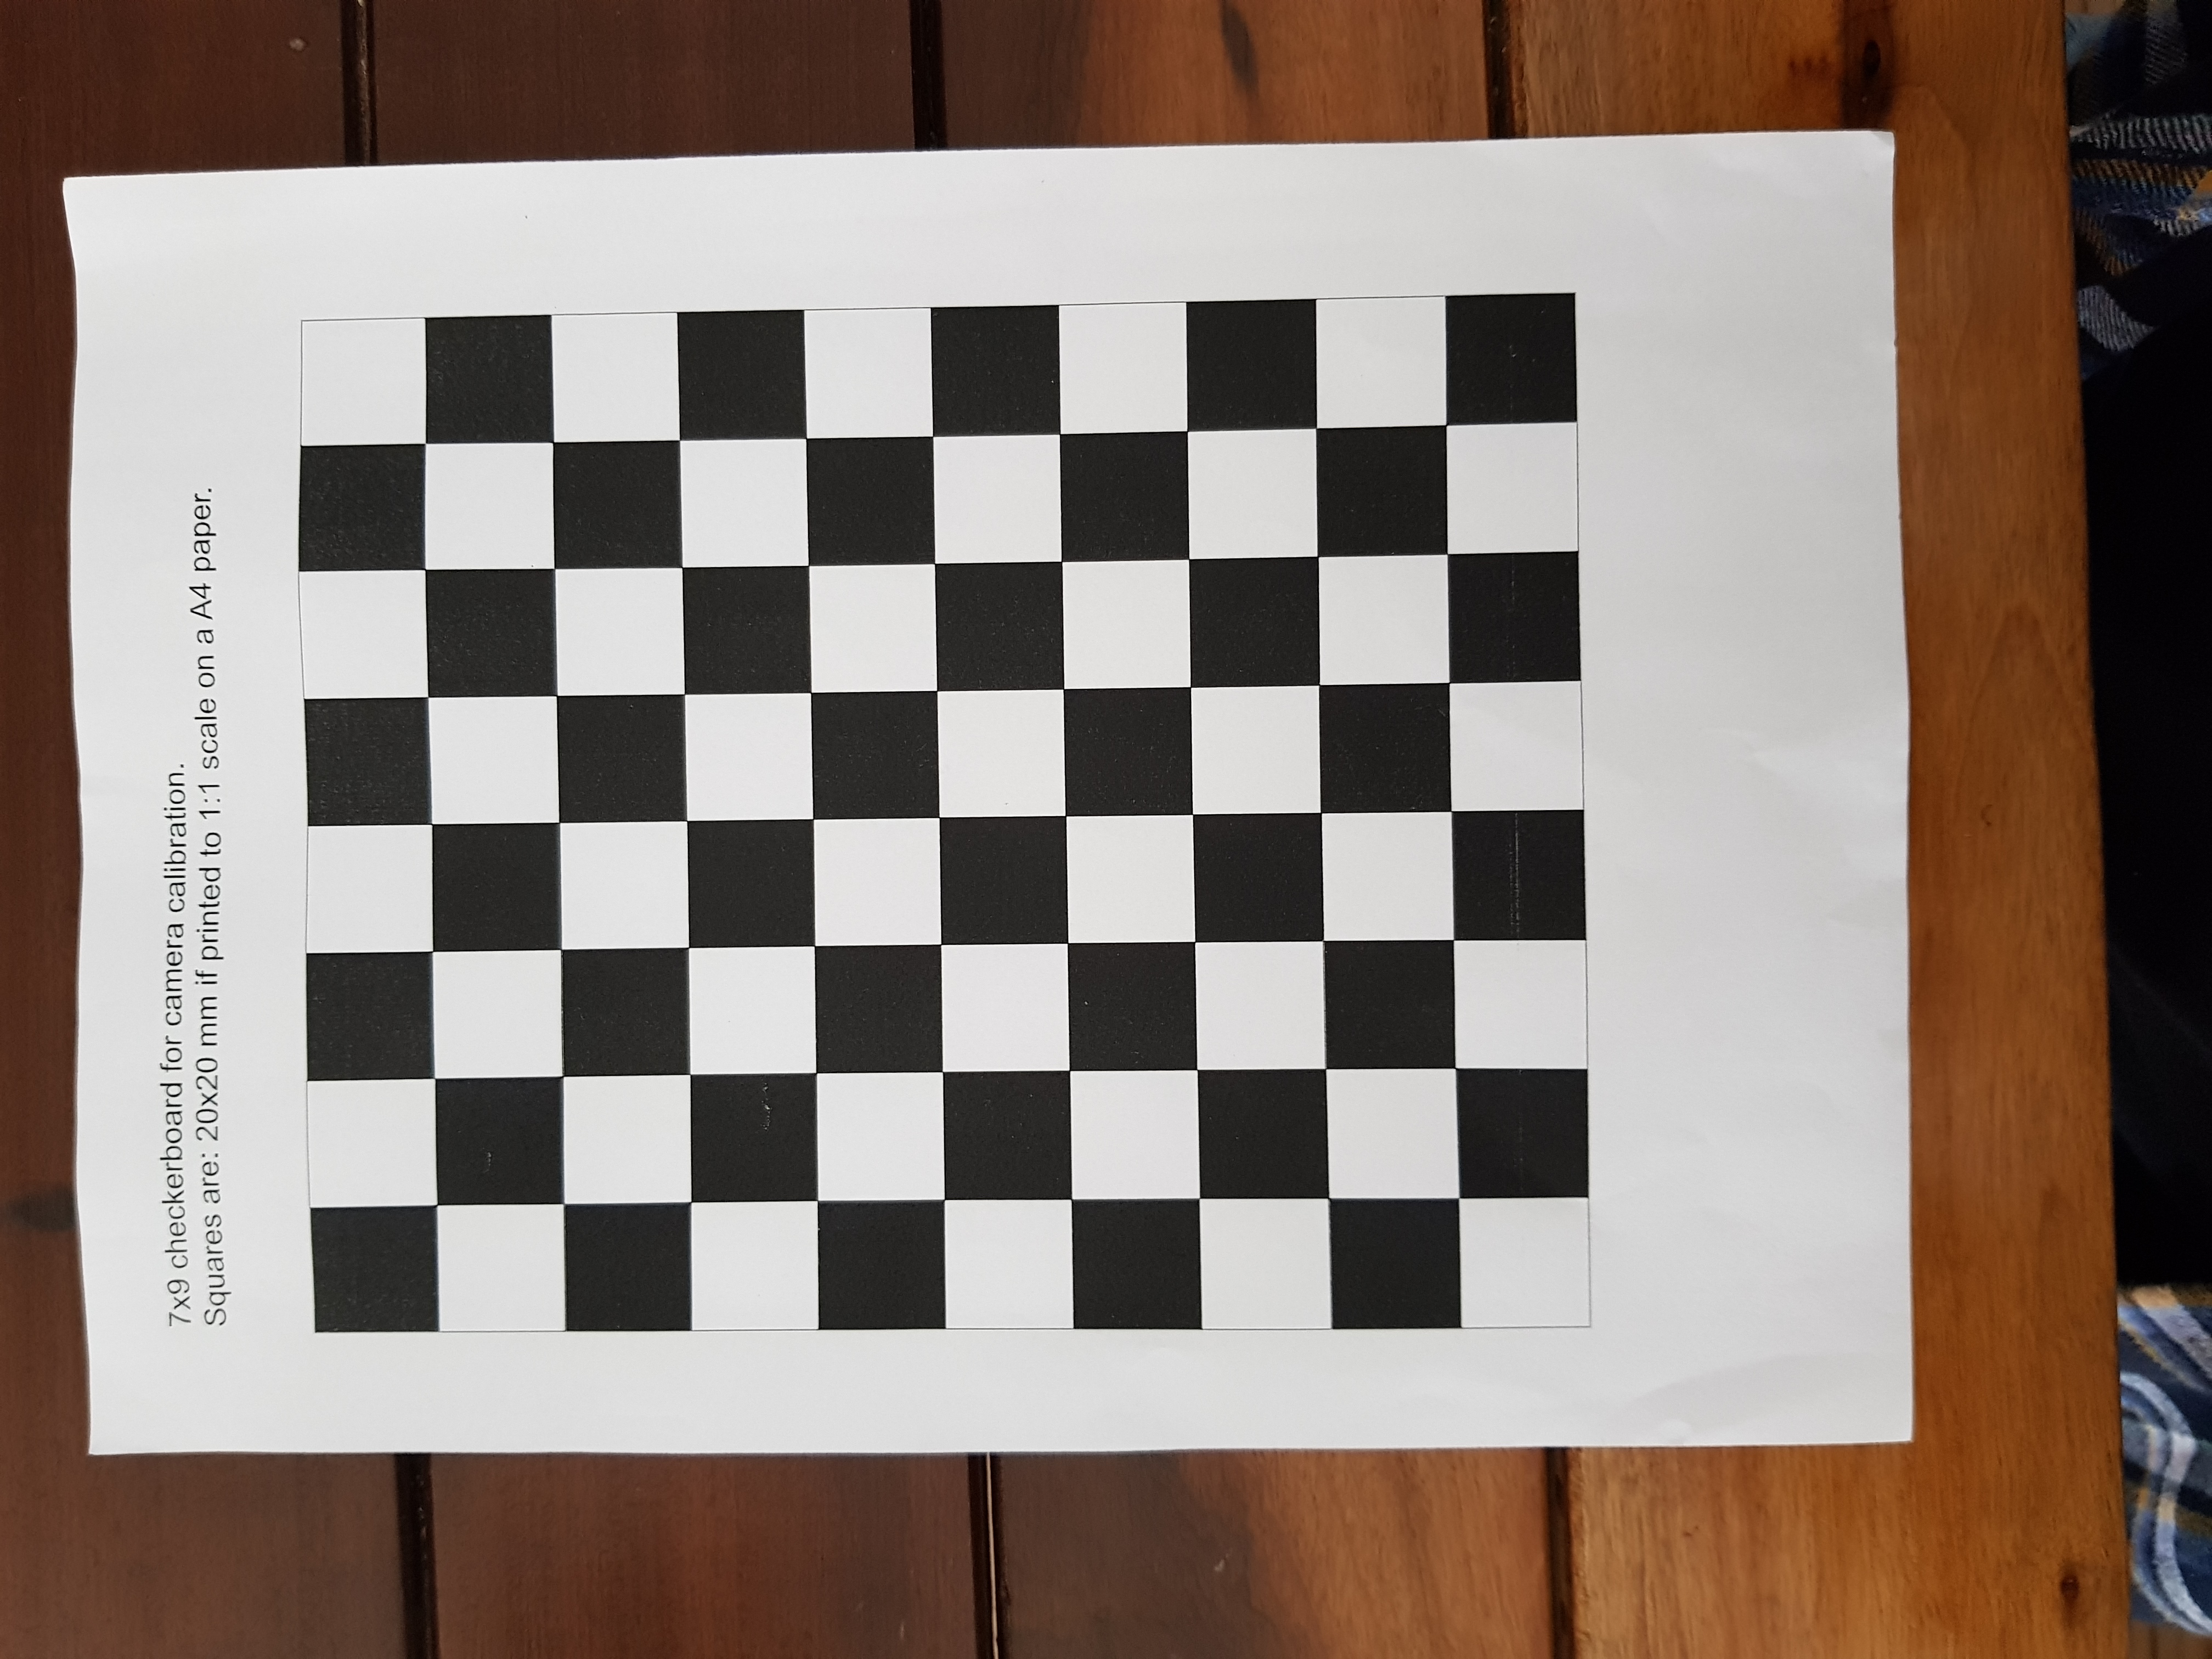 7x9 checkerboard for camera calibration.
Squares are: 20x20 mm if printed to 1:1 scale on a A4 paper.